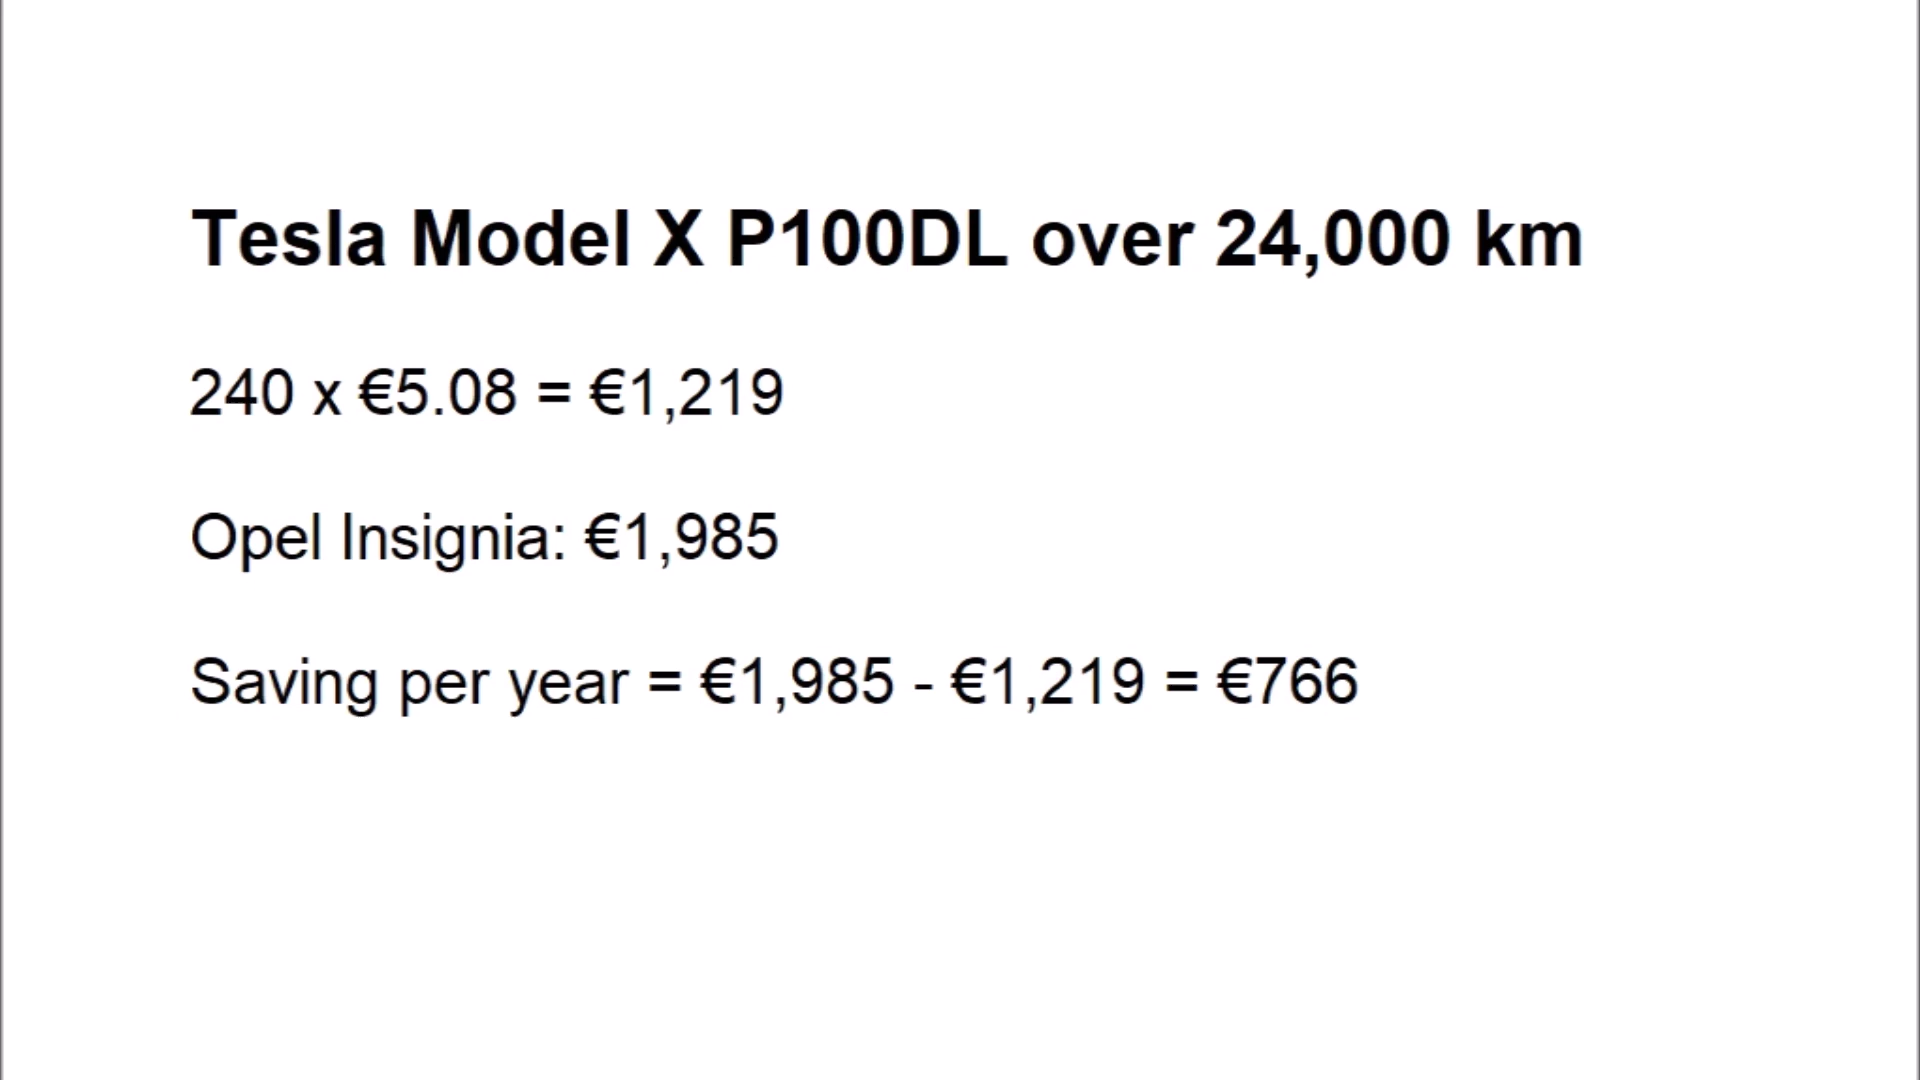 Tesla Model X P100DL over 24,000 km
240 x €5.08 = €1,219
Opel Insignia: €1,985
Saving per year = €1,985 - €1,219 = €766